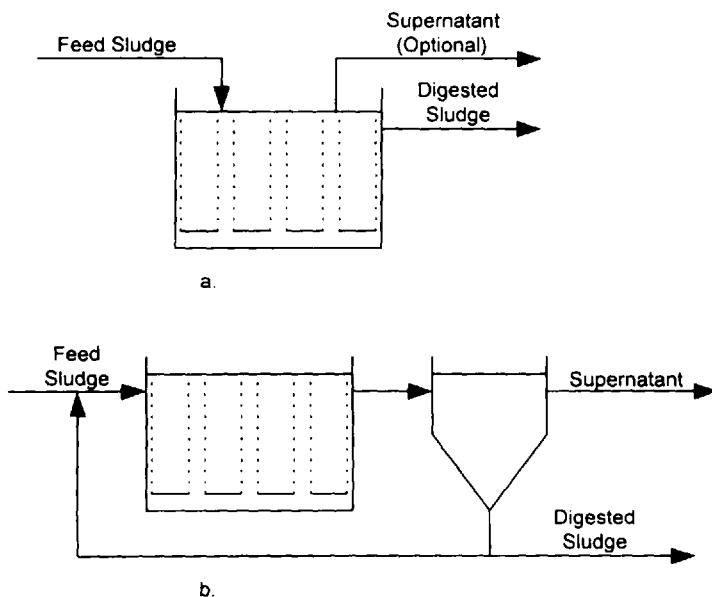 Feed Sludge
Supernatant
(Optional)
Digested
Sludge
a.
Feed
Sludge
Supernatant
Digested
Sludge
b.